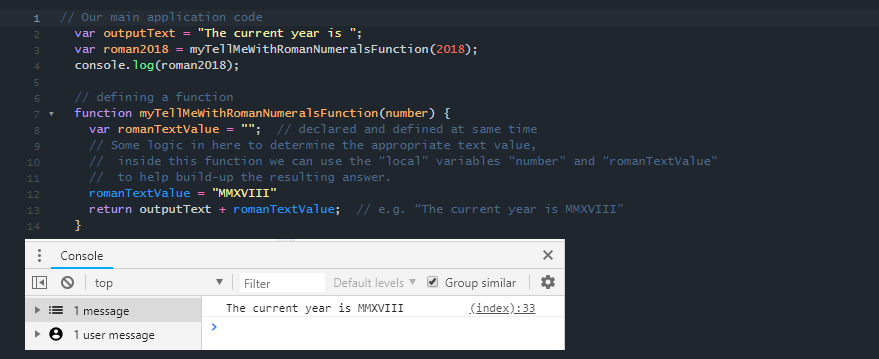 1 // Our main application code
2 var outputText = "The current year is ";
3 var roman2018 = myTellMeWithRomanNumeralsFunction(2018);
4 console.log(roman2018);
5
6 // defining a function
7 function myTellMeWithRomanNumeralsFunction(number) {
8 var romanTextValue = "";  // declared and defined at same time
9 // Some logic in here to determine the appropriate text value,
10 //  inside this function we can use the “local” variables “number” and “romanTextValue”
11 //  to help build-up the resulting answer.
12 romanTextValue = "MMXVIII"
13 return outputText + romanTextValue;  // e.g. “The current year is MMXVIII”
14 }
Console
top Filter Default levels Group similar
1 message
The current year is MMXVIII (index):33
1 user message